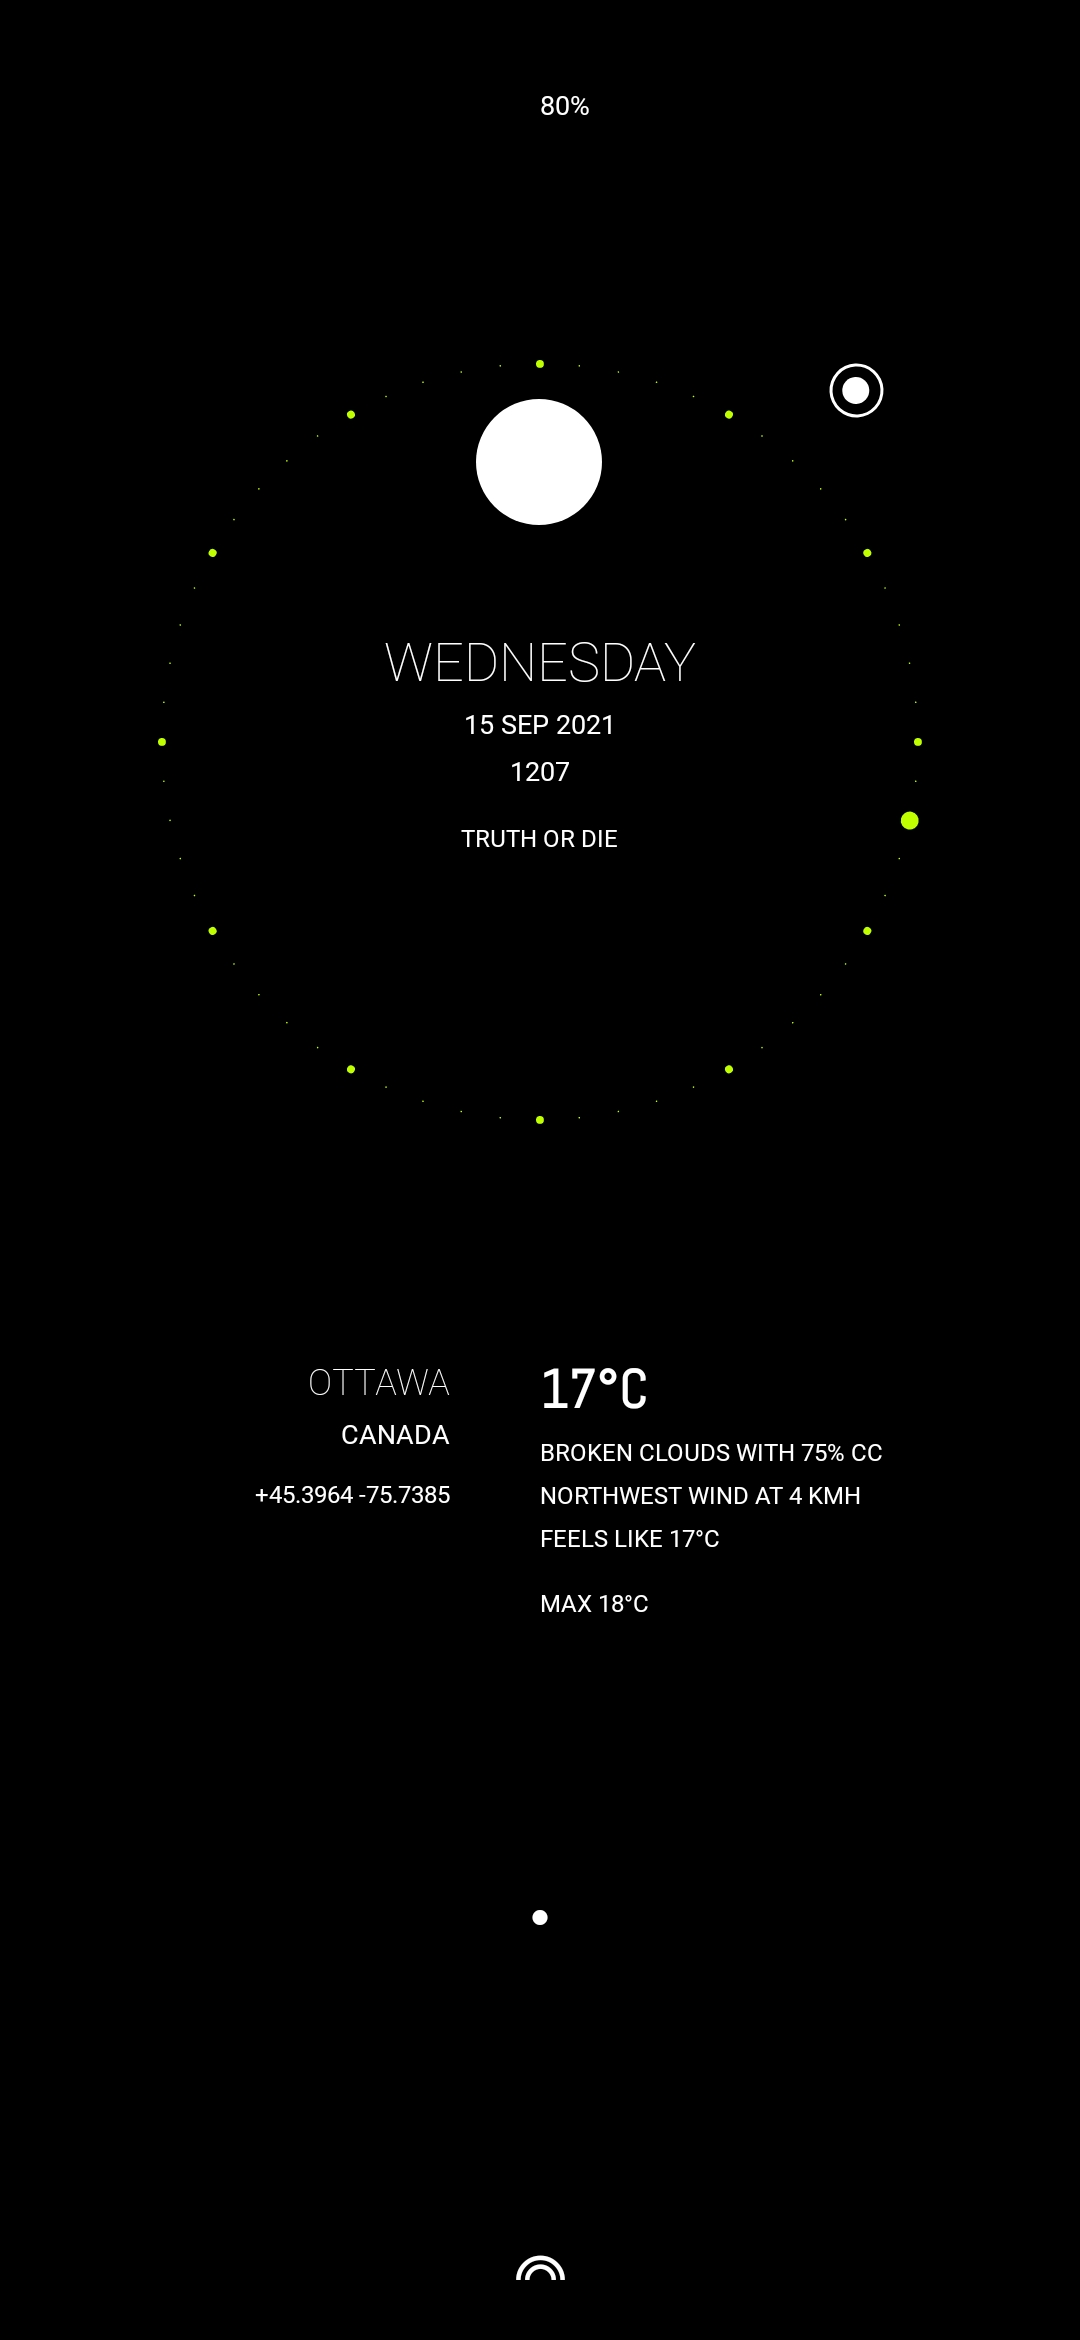 80%
WEDNESDAY
15 SEP 2021
1207
TRUTH OR DIE
OTTAWA
CANADA
+45.3964 -75.7385
17°C
BROKEN CLOUDS WITH 75% CC
NORTHWEST WIND AT 4 KMH
FEELS LIKE 17°C
MAX 18°C